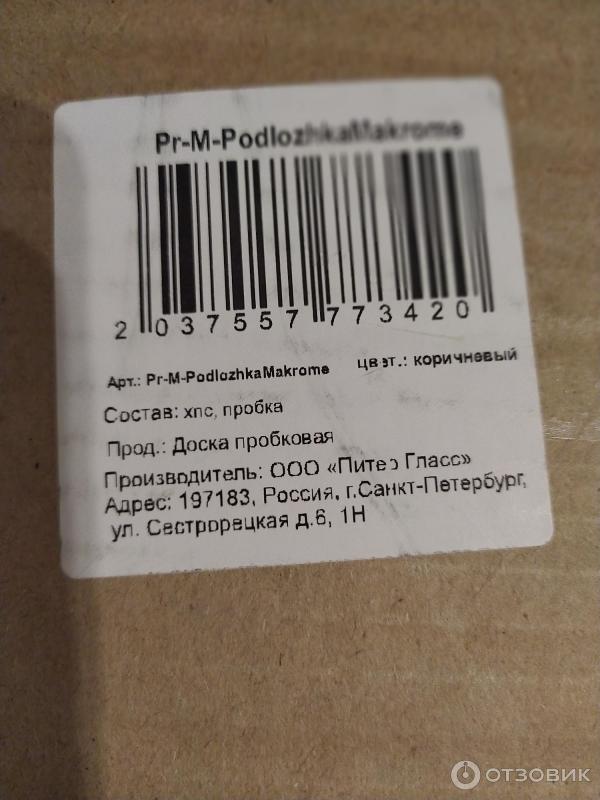 Pr-M-PodlozhkaMakrome
2 037557 773420
Арт.: Pr-M-PodlozhkaMakrome цвет.: коричневый
Состав: хпс, пробка
Прод.: Доска пробковая
Производитель: ООО «Питер Гласс»
Адрес: 197183, Россия, г.Санкт-Петербург,
ул. Сестрорецкая д.6, 1Н
ОТЗОВИК